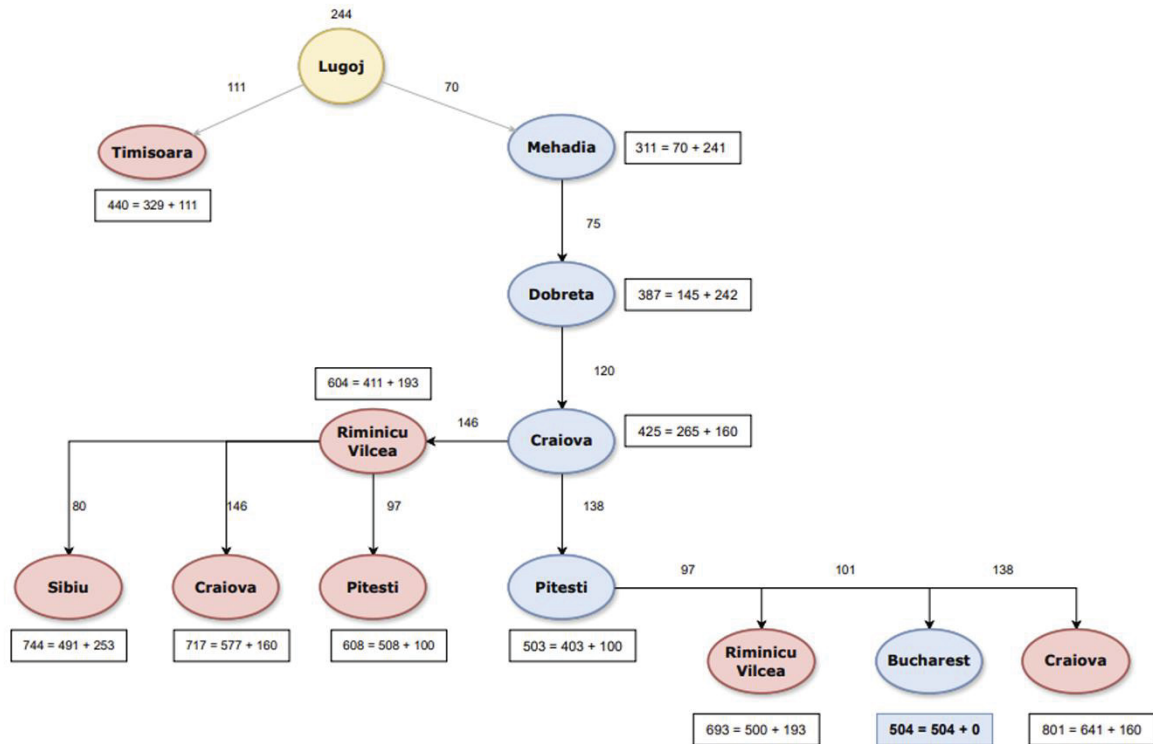 244
Lugoj
111
70
Timisoara
Mehadia
311 = 70 + 241
440 = 329 + 111
75
Dobreta
387 = 145 + 242
120
604 = 411 + 193
Riminicu
Vilcea
146
Craiova
425 = 265 + 160
80
146
97
138
Sibiu
Craiova
Pitesti
Pitesti
97
101
138
744 = 491 + 253
717 = 577 + 160
608 = 508 + 100
503 = 403 + 100
Riminicu
Vilcea
Bucharest
Craiova
693 = 500 + 193
504 = 504 + 0
801 = 641 + 160